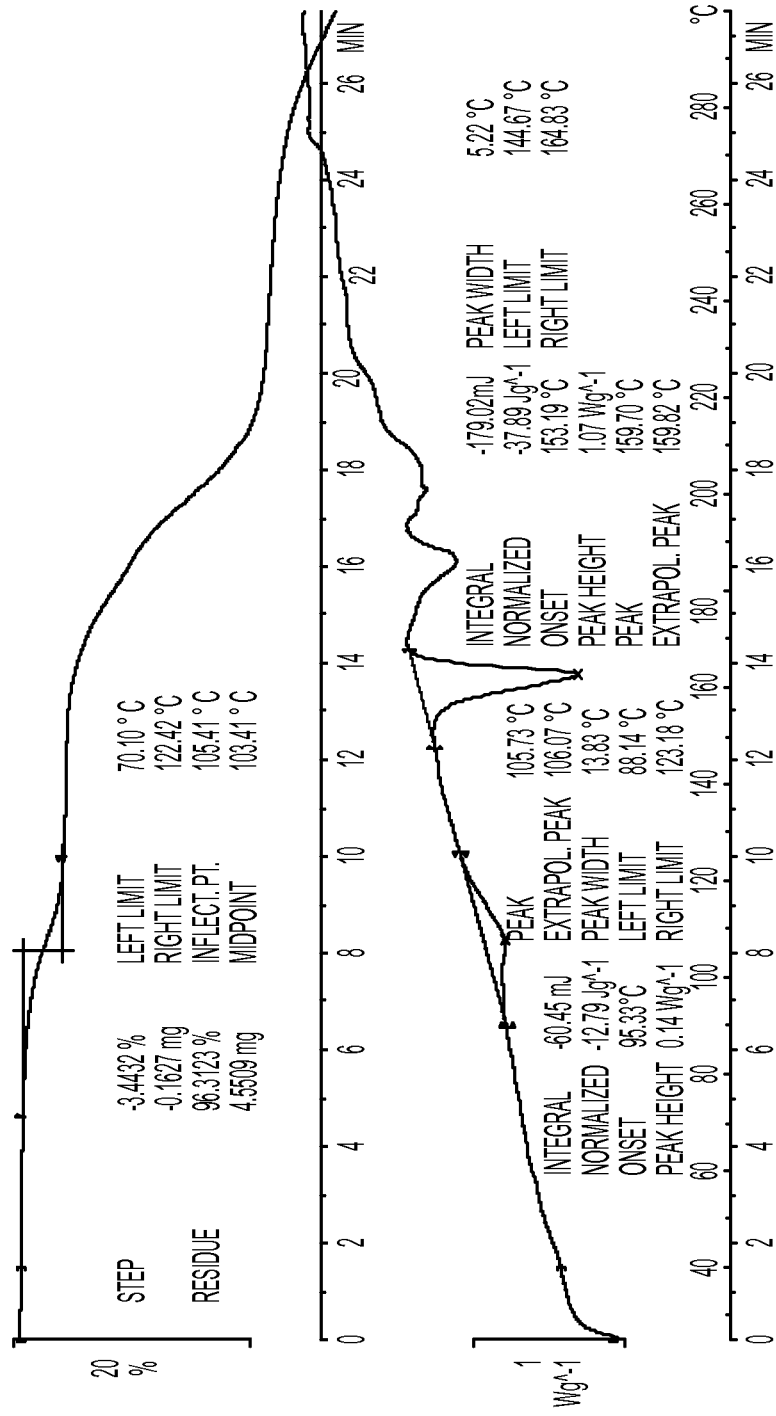 20
%
STEP -3.4432 % LEFT LIMIT 70.10 ° C
-0.1627 mg RIGHT LIMIT 122.42 ° C
RESIDUE 96.3123 % INFLECT. PT. 105.41 ° C
4.5509 mg MIDPOINT 103.41 ° C
0 2 4 6 8 10 12 14 16 18 20 22 24 26 MIN
1
Wg^-1
INTEGRAL -179.02mJ PEAK WIDTH 5.22 °C
NORMALIZED -37.89 Jg^-1 LEFT LIMIT 144.67 °C
ONSET 153.19 °C RIGHT LIMIT 164.83 °C
PEAK HEIGHT 1.07 Wg^-1
PEAK 159.70 °C
EXTRAPOL. PEAK 159.82 °C
PEAK 105.73 °C
INTEGRAL -60.45 mJ EXTRAPOL. PEAK 106.07 °C
NORMALIZED -12.79 Jg^-1 PEAK WIDTH 13.83 °C
ONSET 95.33°C LEFT LIMIT 88.14 °C
PEAK HEIGHT 0.14 Wg^-1 RIGHT LIMIT 123.18 °C
40 60 80 100 120 140 160 180 200 220 240 260 280 °C
0 2 4 6 8 10 12 14 16 18 20 22 24 26 MIN